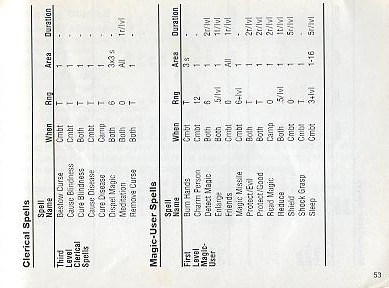 Clerical Spells
Spell
Name When Rng Area Duration
Third Bestow Curse Cmbt T 1 -
Level Cause Blindness Cmbt T 1 -
Clerical Cure Blindness Both T 1 -
Spells Cause Disease Cmbt T 1 -
Cure Disease Both T 1 -
Dispel Magic Both 6 3x3 s -
Meditation Both 0 All 1r/lvl
Remove Curse Both T 1 -
Magic-User Spells
Spell
Name When Rng Area Duration
First Burn Hands Cmbt T 3 s -
Level Charm Person Cmbt 12 1 -
Magic- Detect Magic Both 6 1 2r/lvl
User Enlarge Both .5/lvl 1 1t/lvl
Friends Cmbt 0 All 1r/lvl
Magic Missile Cmbt 6+lvl 1 -
Protect/Evil Both T 1 2r/lvl
Protect/Good Both T 1 2r/lvl
Read Magic Camp 0 1 2r/lvl
Reduce Both .5/lvl 1 1t/lvl
Shield Cmbt 0 1 5r/lvl
Shock Grasp Cmbt T 1 -
Sleep Cmbt 3+lvl 1-16 5r/lvl
53